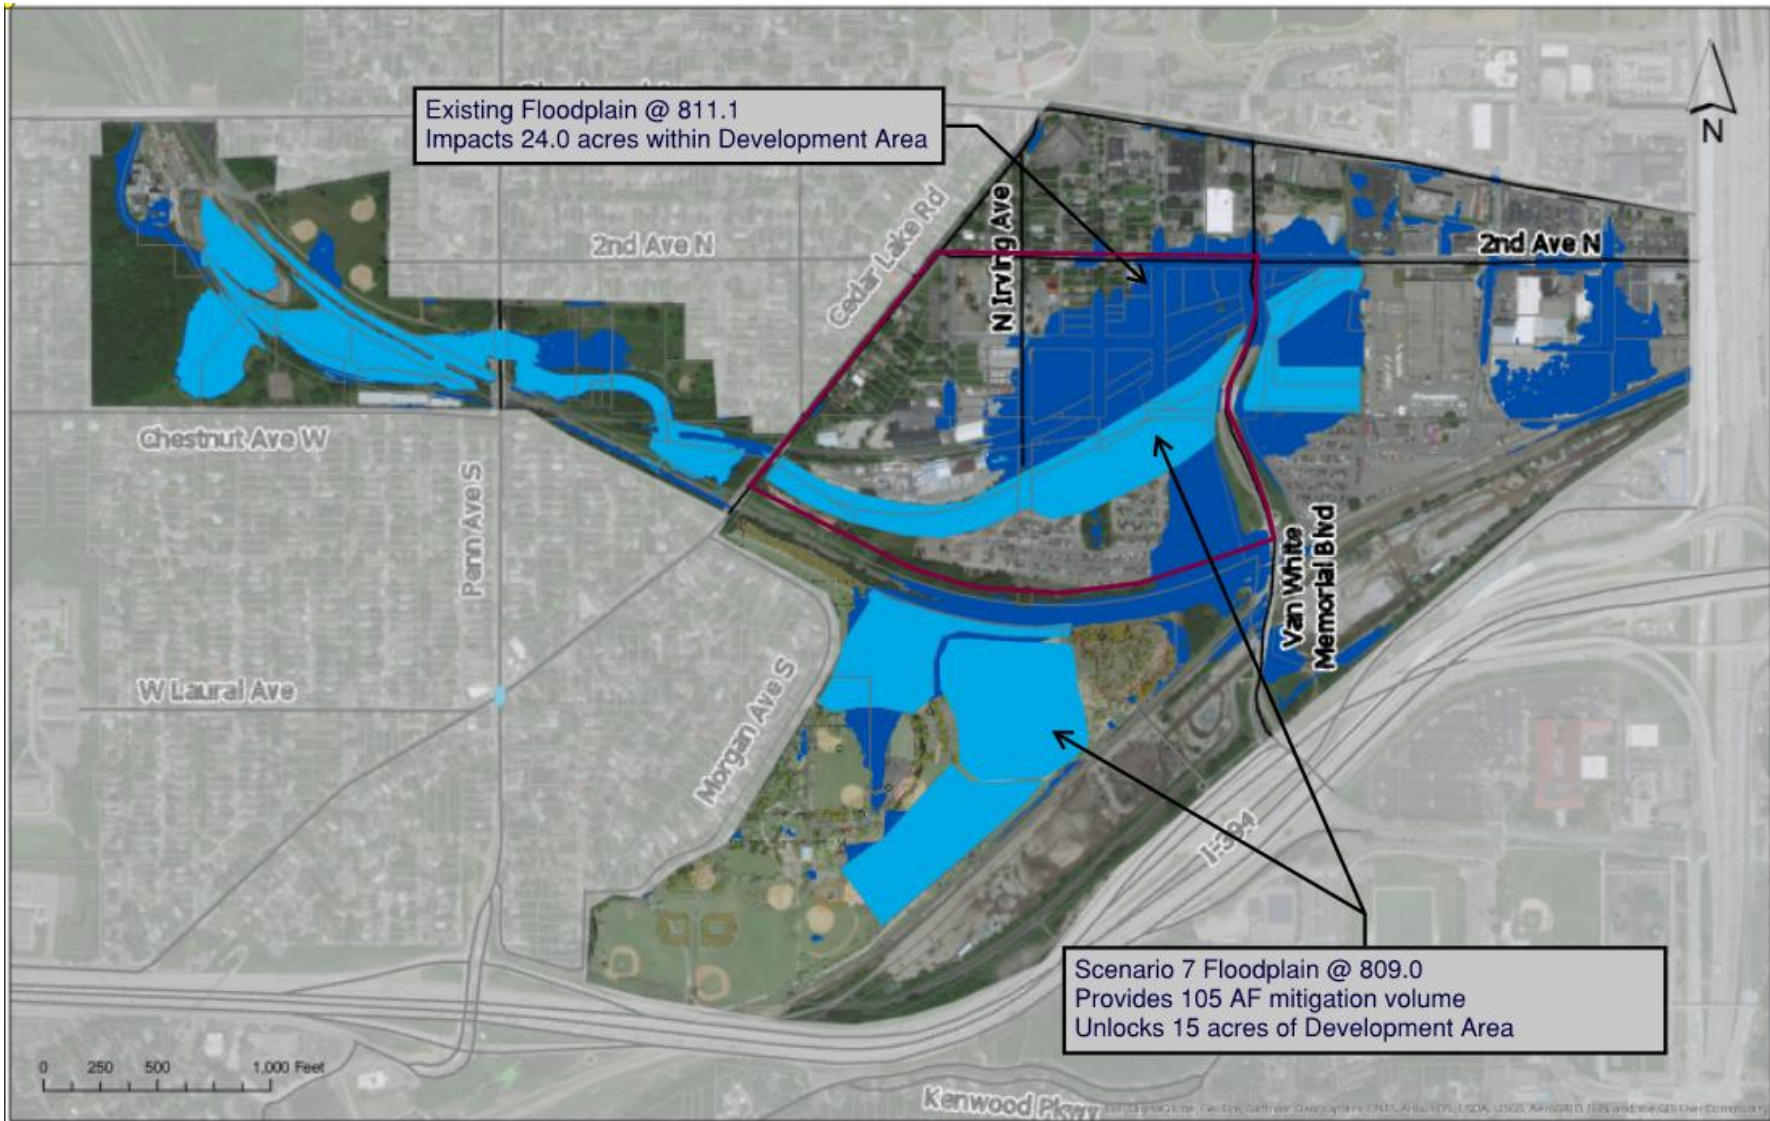 Existing Floodplain @ 811.1
Impacts 24.0 acres within Development Area
N
2nd Ave N
Cedar Lake Rd
N Irving Ave
2nd Ave N
Chestnut Ave W
Penn Ave S
Van White
Memorial Blvd
W Laural Ave
Morgan Ave S
I-394
Scenario 7 Floodplain @ 809.0
Provides 105 AF mitigation volume
Unlocks 15 acres of Development Area
0 250 500 1,000 Feet
Kenwood Pkwy